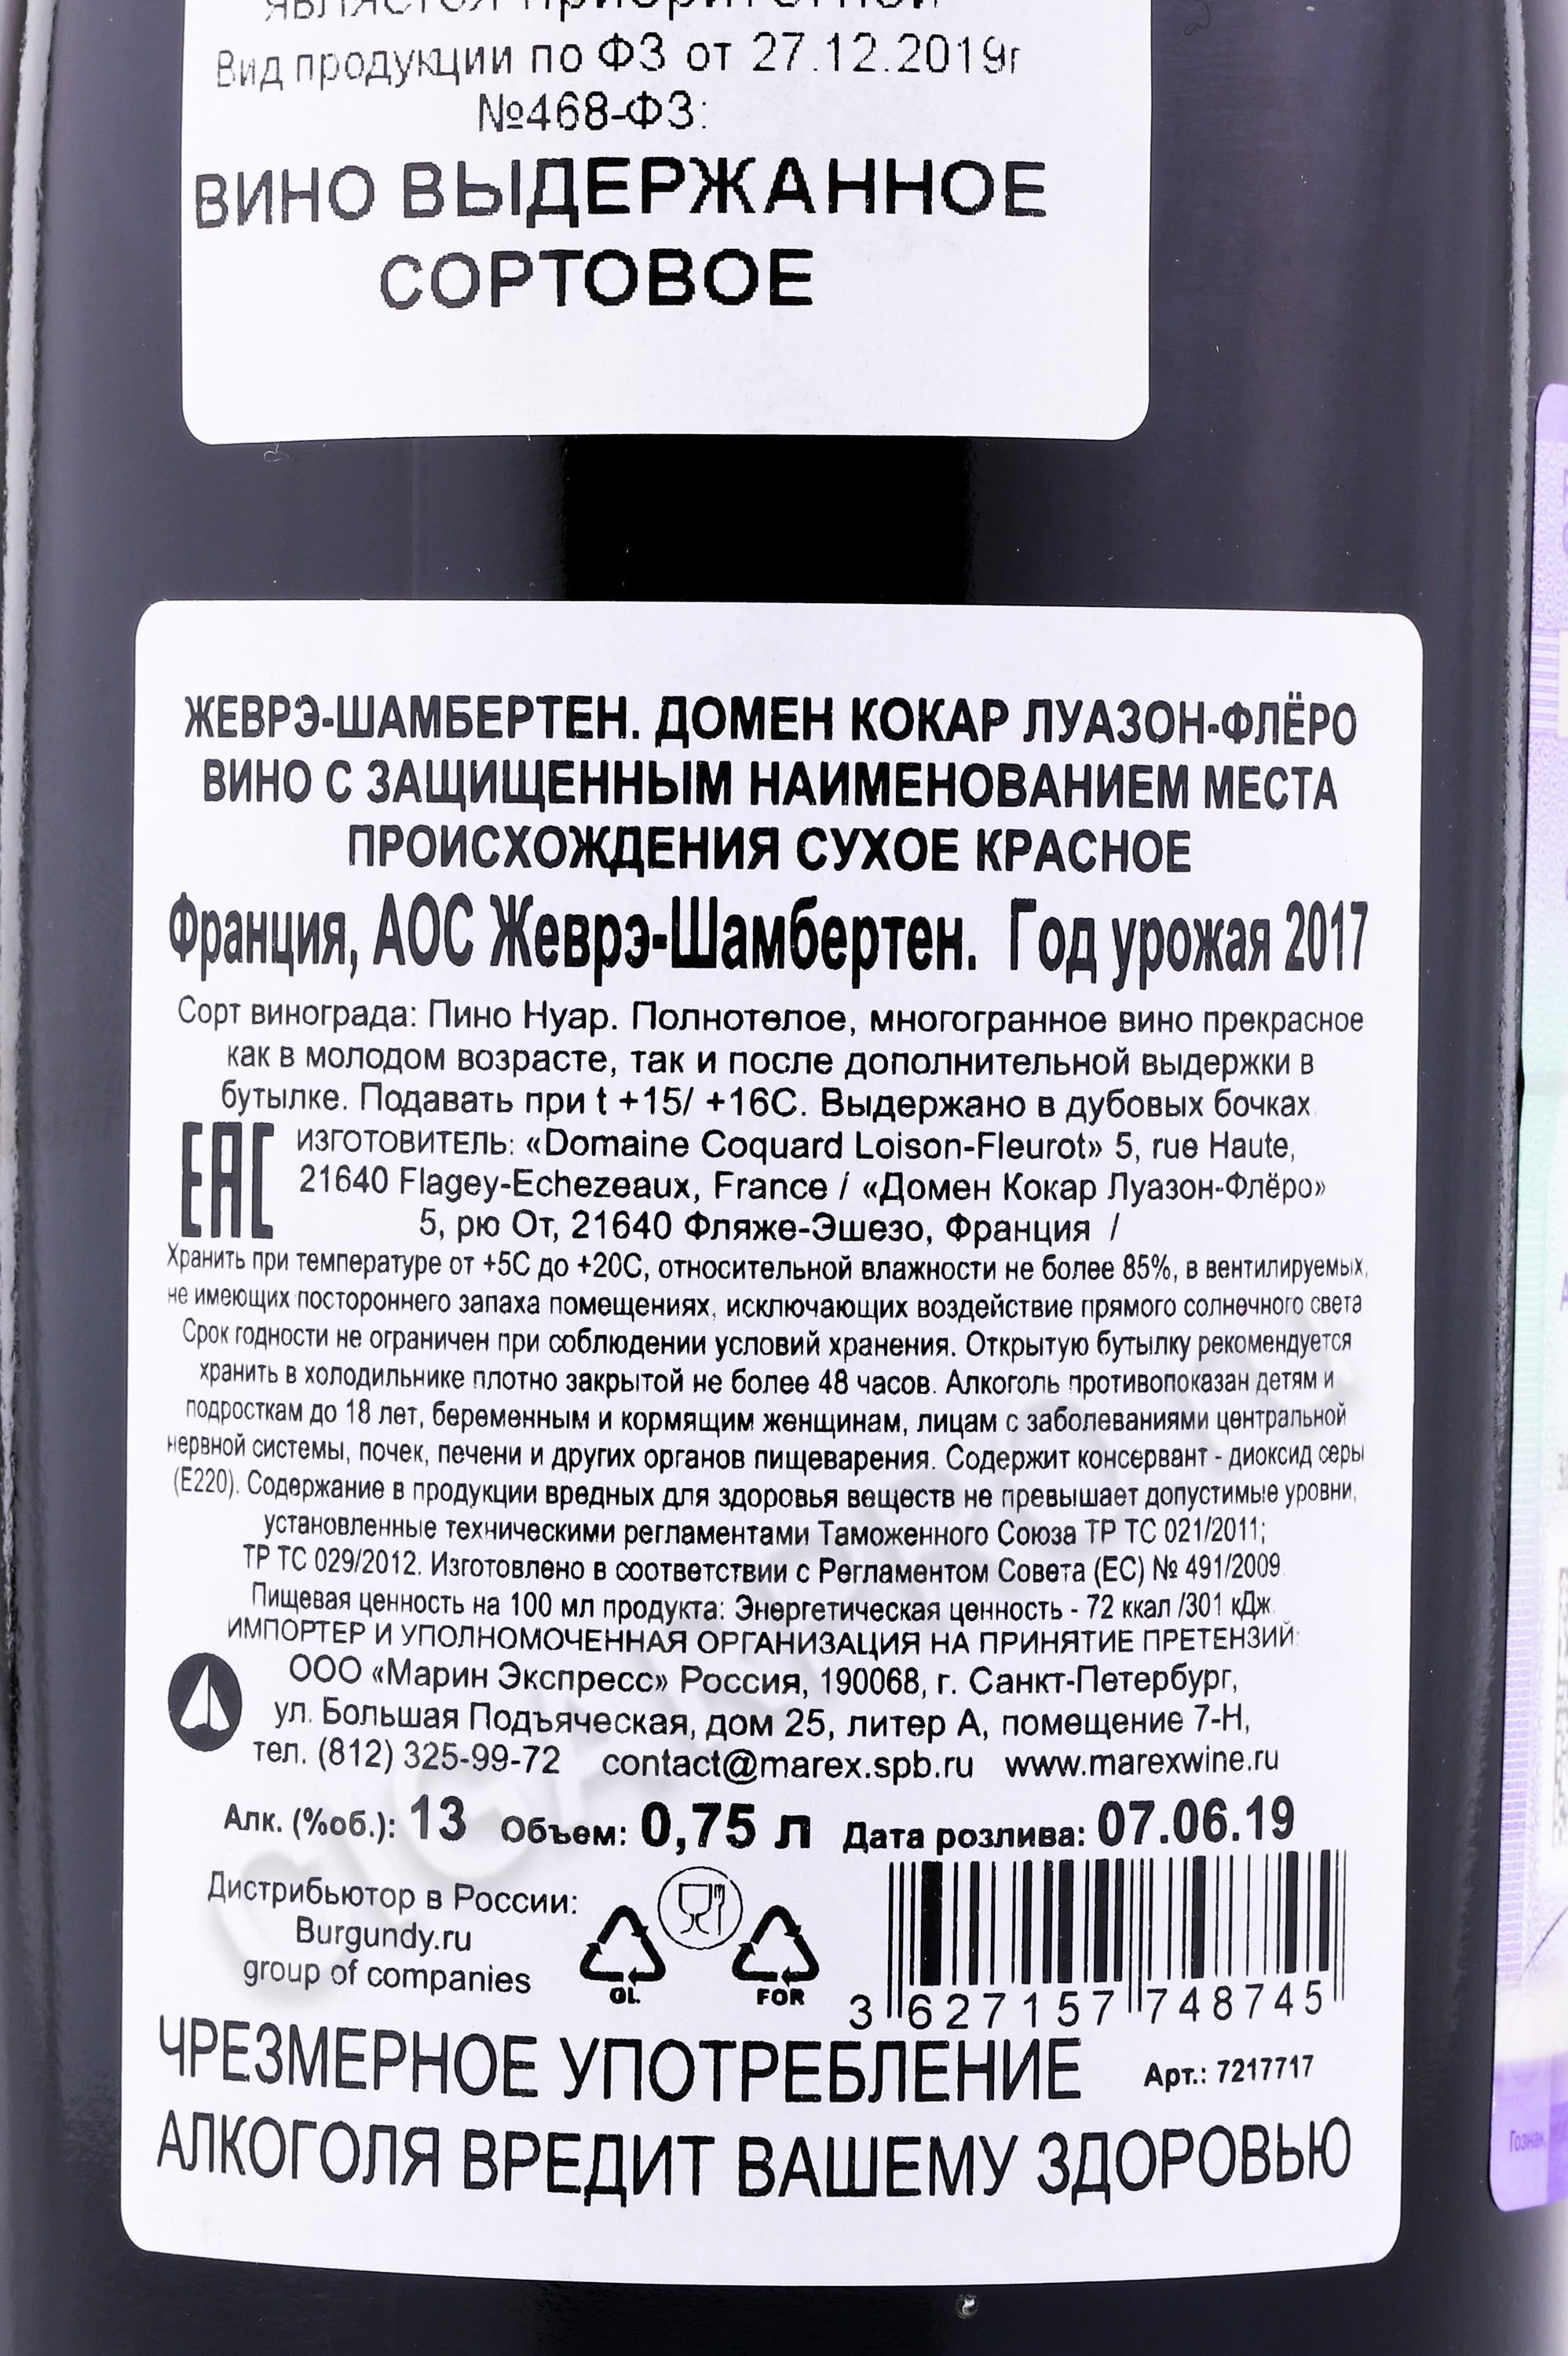 является приоритетной
Вид продукции по ФЗ от 27.12.2019г
№468-ФЗ:
ВИНО ВЫДЕРЖАННОЕ
СОРТОВОЕ
ЖЕВРЭ-ШАМБЕРТЕН. ДОМЕН КОКАР ЛУАЗОН-ФЛЁРО
ВИНО С ЗАЩИЩЕННЫМ НАИМЕНОВАНИЕМ МЕСТА
ПРОИСХОЖДЕНИЯ СУХОЕ КРАСНОЕ
Франция, АОС Жеврэ-Шамбертен. Год урожая 2017
Сорт винограда: Пино Нуар. Полнотелое, многогранное вино прекрасное
как в молодом возрасте, так и после дополнительной выдержки в
бутылке. Подавать при t +15/ +16С. Выдержано в дубовых бочках.
ЕАС
ИЗГОТОВИТЕЛЬ: «Domaine Coquard Loison-Fleurot» 5, rue Haute,
21640 Flagey-Echezeaux, France / «Домен Кокар Луазон-Флёро»
5, рю От, 21640 Фляже-Эшезо, Франция /
Хранить при температуре от +5С до +20С, относительной влажности не более 85%, в вентилируемых,
не имеющих постороннего запаха помещениях, исключающих воздействие прямого солнечного света
Срок годности не ограничен при соблюдении условий хранения. Открытую бутылку рекомендуется
хранить в холодильнике плотно закрытой не более 48 часов. Алкоголь противопоказан детям и
подросткам до 18 лет, беременным и кормящим женщинам, лицам с заболеваниями центральной
нервной системы, почек, печени и других органов пищеварения. Содержит консервант - диоксид серы
(Е220). Содержание в продукции вредных для здоровья веществ не превышает допустимые уровни,
установленные техническими регламентами Таможенного Союза ТР ТС 021/2011;
ТР ТС 029/2012. Изготовлено в соответствии с Регламентом Совета (ЕС) № 491/2009.
Пищевая ценность на 100 мл продукта: Энергетическая ценность - 72 ккал /301 кДж.
ИМПОРТЕР И УПОЛНОМОЧЕННАЯ ОРГАНИЗАЦИЯ НА ПРИНЯТИЕ ПРЕТЕНЗИЙ:
ООО «Марин Экспресс» Россия, 190068, г. Санкт-Петербург,
ул. Большая Подъяческая, дом 25, литер А, помещение 7-Н,
тел. (812) 325-99-72 contact@marex.spb.ru www.marexwine.ru
Алк. (%об.): 13 Объем: 0,75 л Дата розлива: 07.06.19
Дистрибьютор в России:
Burgundy.ru
group of companies
GL
FOR
3 627157 748745
ЧРЕЗМЕРНОЕ УПОТРЕБЛЕНИЕ
Арт.: 7217717
АЛКОГОЛЯ ВРЕДИТ ВАШЕМУ ЗДОРОВЬЮ
Гознак